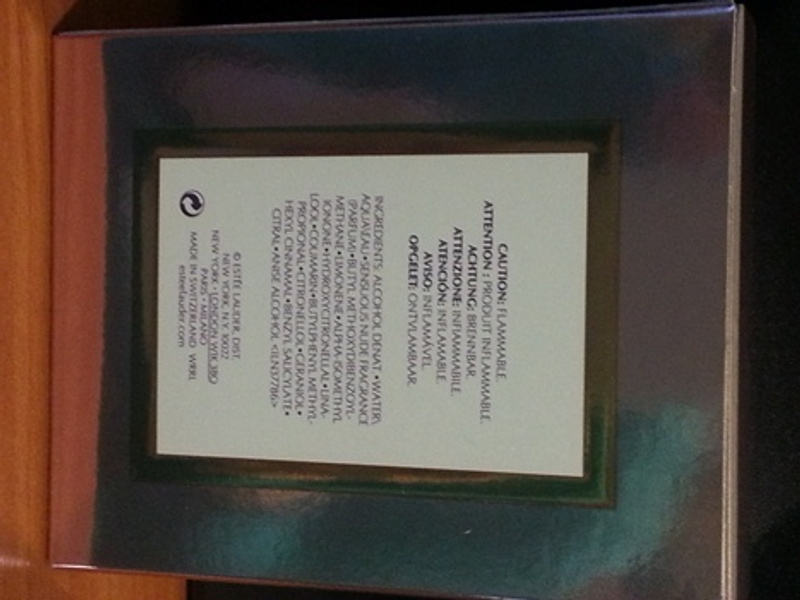 CAUTION: FLAMMABLE.
ATTENTION : PRODUIT INFLAMMABLE.
ACHTUNG: BRENNBAR.
ATTENZIONE: INFIAMMABILE.
ATENCIÓN: INFLAMABLE.
AVISO: INFLAMÁVEL.
OPGELET: ONTVLAMBAAR.
INGREDIENTS: ALCOHOL DENAT. • WATER\
AQUA\EAU • SENSUOUS NUDE FRAGRANCE
(PARFUM) • BUTYL METHOXYDIBENZOYL-
METHANE • LIMONENE • ALPHA-ISOMETHYL
IONONE • HYDROXYCITRONELLAL • LINA-
LOOL • COUMARIN • BUTYLPHENYL METHYL-
PROPIONAL • CITRONELLOL • GERANIOL •
HEXYL CINNAMAL • BENZYL SALICYLATE •
CITRAL • ANISE ALCOHOL <ILN37786>
© ESTÉE LAUDER, DIST.
NEW YORK, N.Y. 10022
NEW YORK • LONDON W1K 3BQ
PARIS • MILANO
MADE IN SWITZERLAND
esteelauder.com